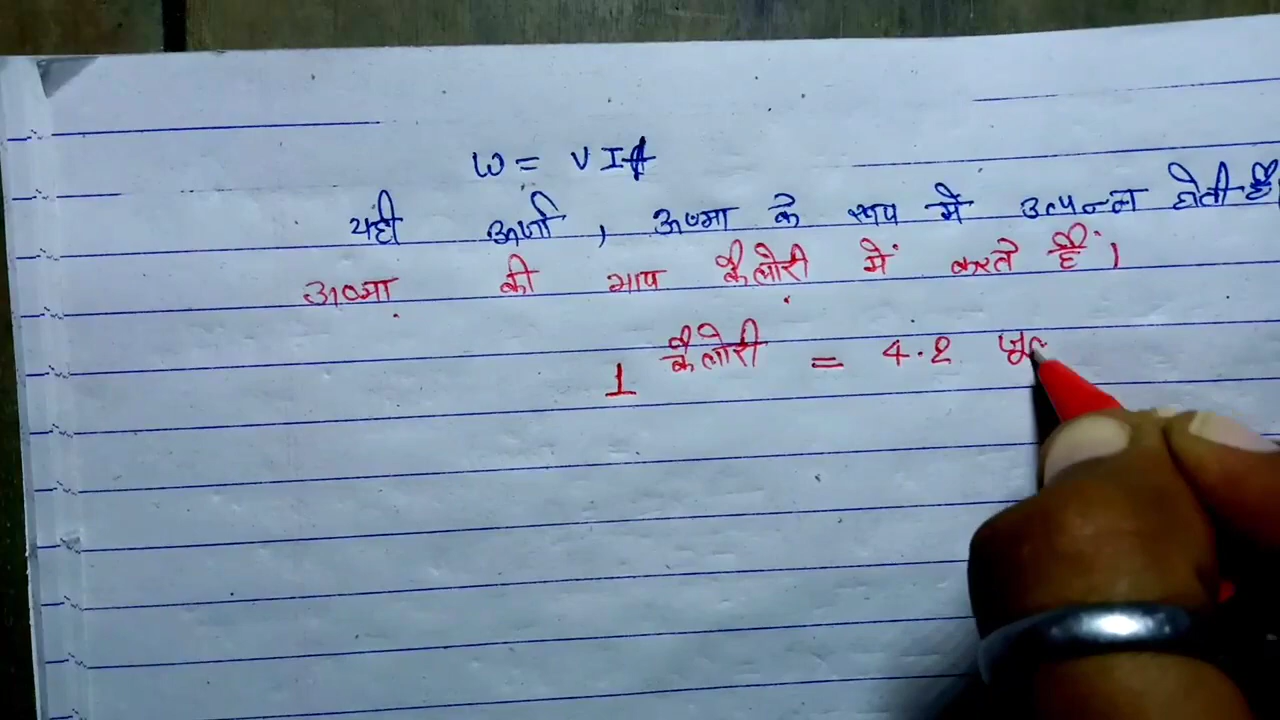 W = VIt
यही ऊर्जा , ऊष्मा के रूप में उत्पन्न होती है
ऊष्मा की माप कैलोरी में करते हैं ।
1 कैलोरी = 4.2 जूल